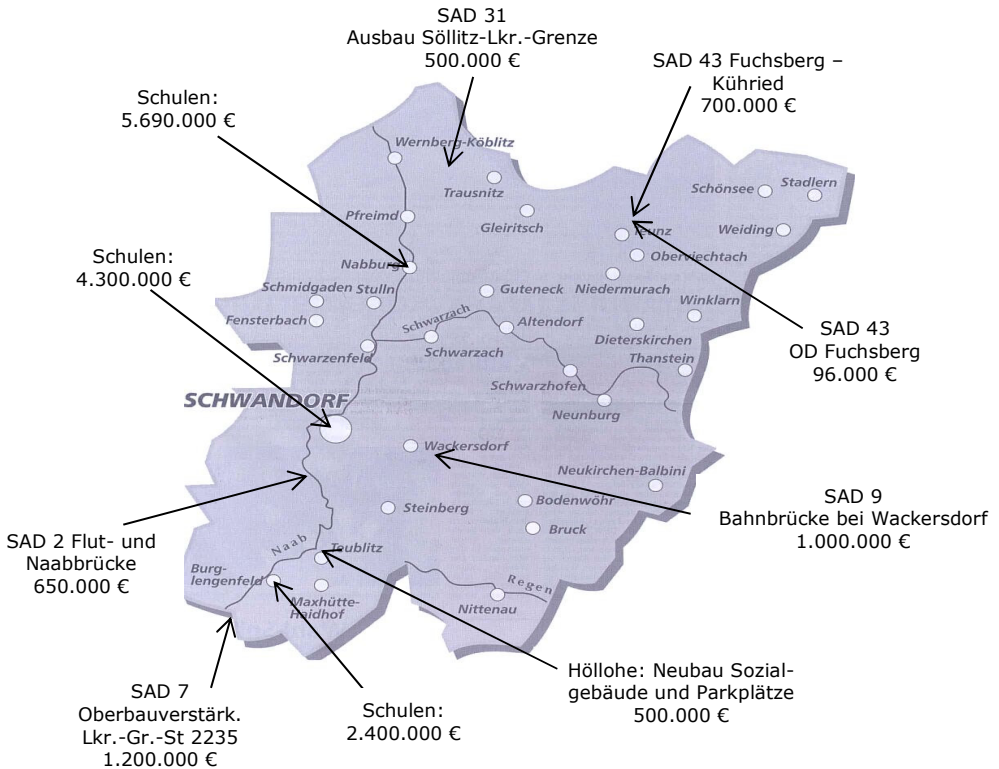 SAD 31
Ausbau Söllitz-Lkr.-Grenze
500.000 €
SAD 43 Fuchsberg –
Kühried
700.000 €
Schulen:
5.690.000 €
Wernberg-Köblitz
Trausnitz
Schönsee
Stadlern
Pfreimd
Gleiritsch
Teunz
Weiding
Oberviechtach
Schulen:
4.300.000 €
Nabburg
Niedermurach
Schmidgaden
Stulln
Guteneck
Winklarn
Fensterbach
Schwarzach
Altendorf
Dieterskirchen
SAD 43
OD Fuchsberg
96.000 €
Schwarzenfeld
Schwarzach
Thanstein
Schwarzhofen
SCHWANDORF
Neunburg
Wackersdorf
Neukirchen-Balbini
Steinberg
Bodenwöhr
Bruck
SAD 9
Bahnbrücke bei Wackersdorf
1.000.000 €
SAD 2 Flut- und
Naabbrücke
650.000 €
Naab
Teublitz
Burg-
lengenfeld
Maxhütte-
Haidhof
Regen
Nittenau
Höllohe: Neubau Sozial-
gebäude und Parkplätze
500.000 €
SAD 7
Oberbauverstärk.
Lkr.-Gr.-St 2235
1.200.000 €
Schulen:
2.400.000 €